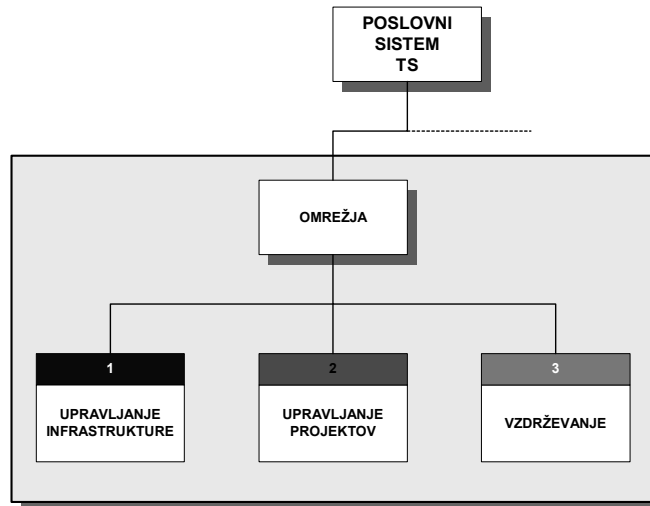 POSLOVNI
SISTEM
TS
OMREŽJA
1
2
3
UPRAVLJANJE
INFRASTRUKTURE
UPRAVLJANJE
PROJEKTOV
VZDRŽEVANJE